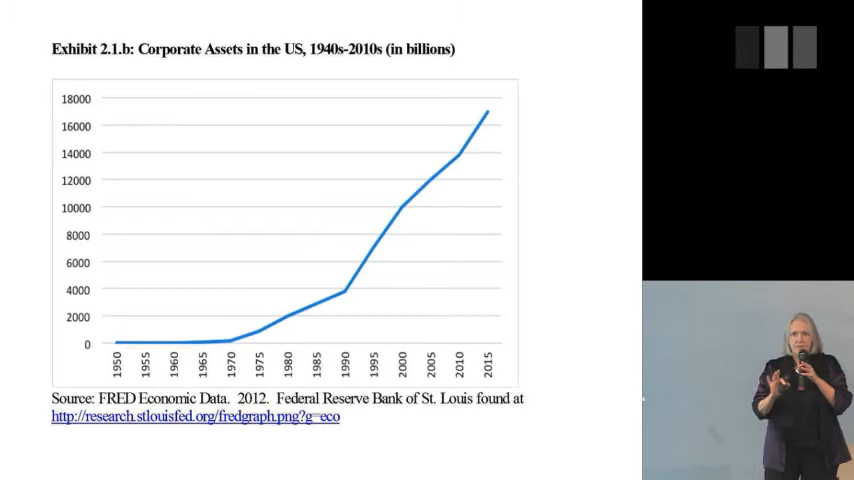 Exhibit 2.1.b: Corporate Assets in the US, 1940s-2010s (in billions)
18000
16000
14000
12000
10000
8000
6000
4000
2000
0
1950 1955 1960 1965 1970 1975 1980 1985 1990 1995 2000 2005 2010 2015
Source: FRED Economic Data. 2012. Federal Reserve Bank of St. Louis found at
http://research.stlouisfed.org/fredgraph.png?g=eco